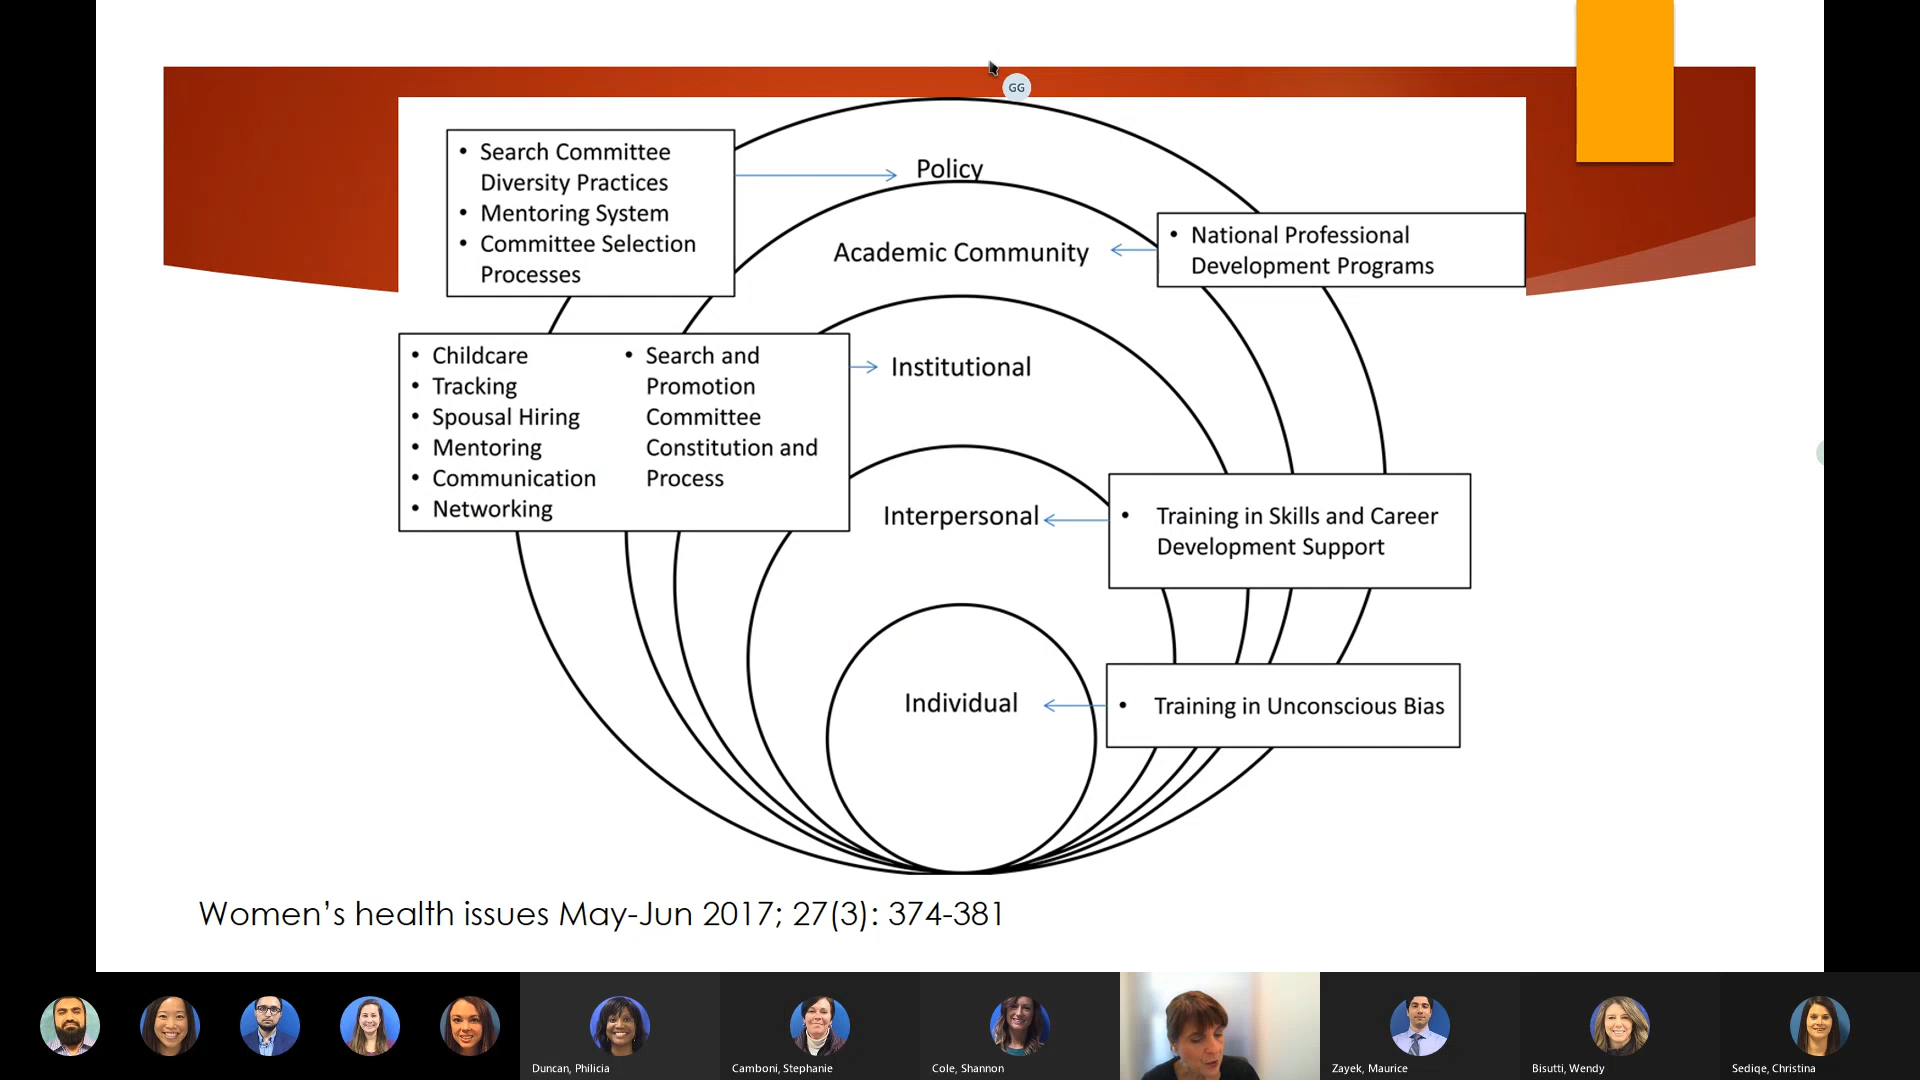 GG
• Search Committee
Diversity Practices
• Mentoring System
• Committee Selection
Processes
Policy
Academic Community
• National Professional
Development Programs
• Childcare
• Tracking
• Spousal Hiring
• Mentoring
• Communication
• Networking
• Search and
Promotion
Committee
Constitution and
Process
Institutional
Interpersonal
• Training in Skills and Career
Development Support
Individual
• Training in Unconscious Bias
Women’s health issues May-Jun 2017; 27(3): 374-381
Duncan, Philicia
Camboni, Stephanie
Cole, Shannon
Zayek, Maurice
Bisutti, Wendy
Sediqe, Christina